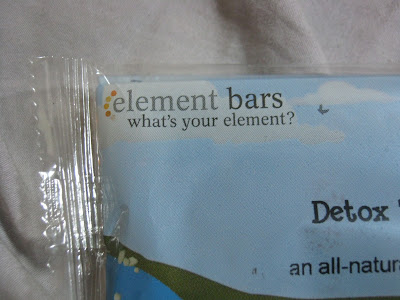 element bars
what's your element?
Detox
an all-natura